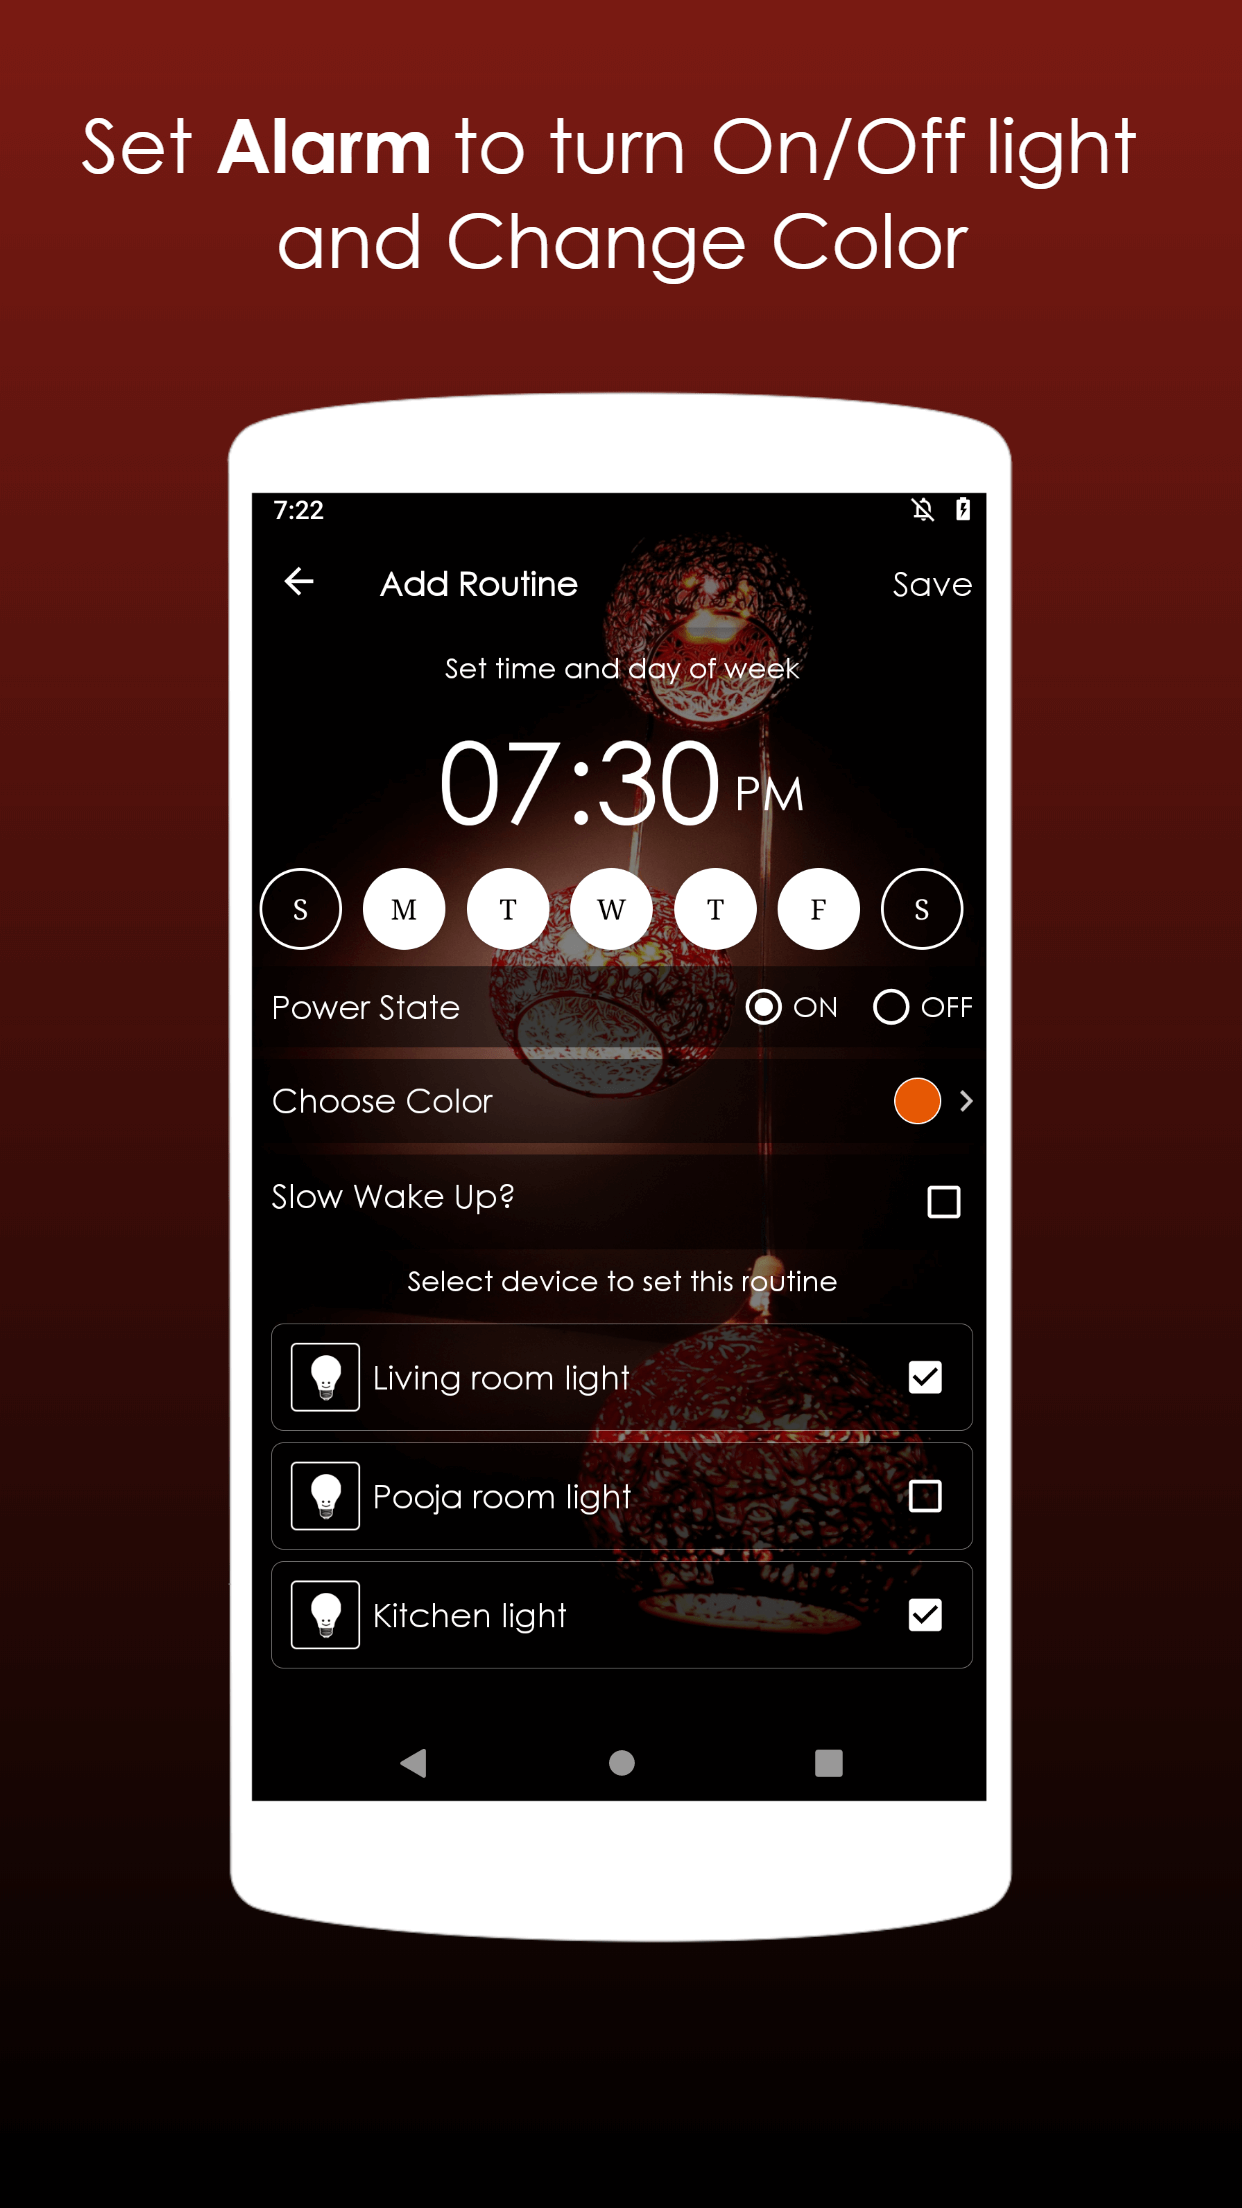 Set Alarm to turn On/Off light
and Change Color
7:22
Add Routine
Save
Set time and day of week
07:30 PM
S M T W T F S
Power State
ON
OFF
Choose Color
Slow Wake Up?
Select device to set this routine
Living room light
Pooja room light
Kitchen light